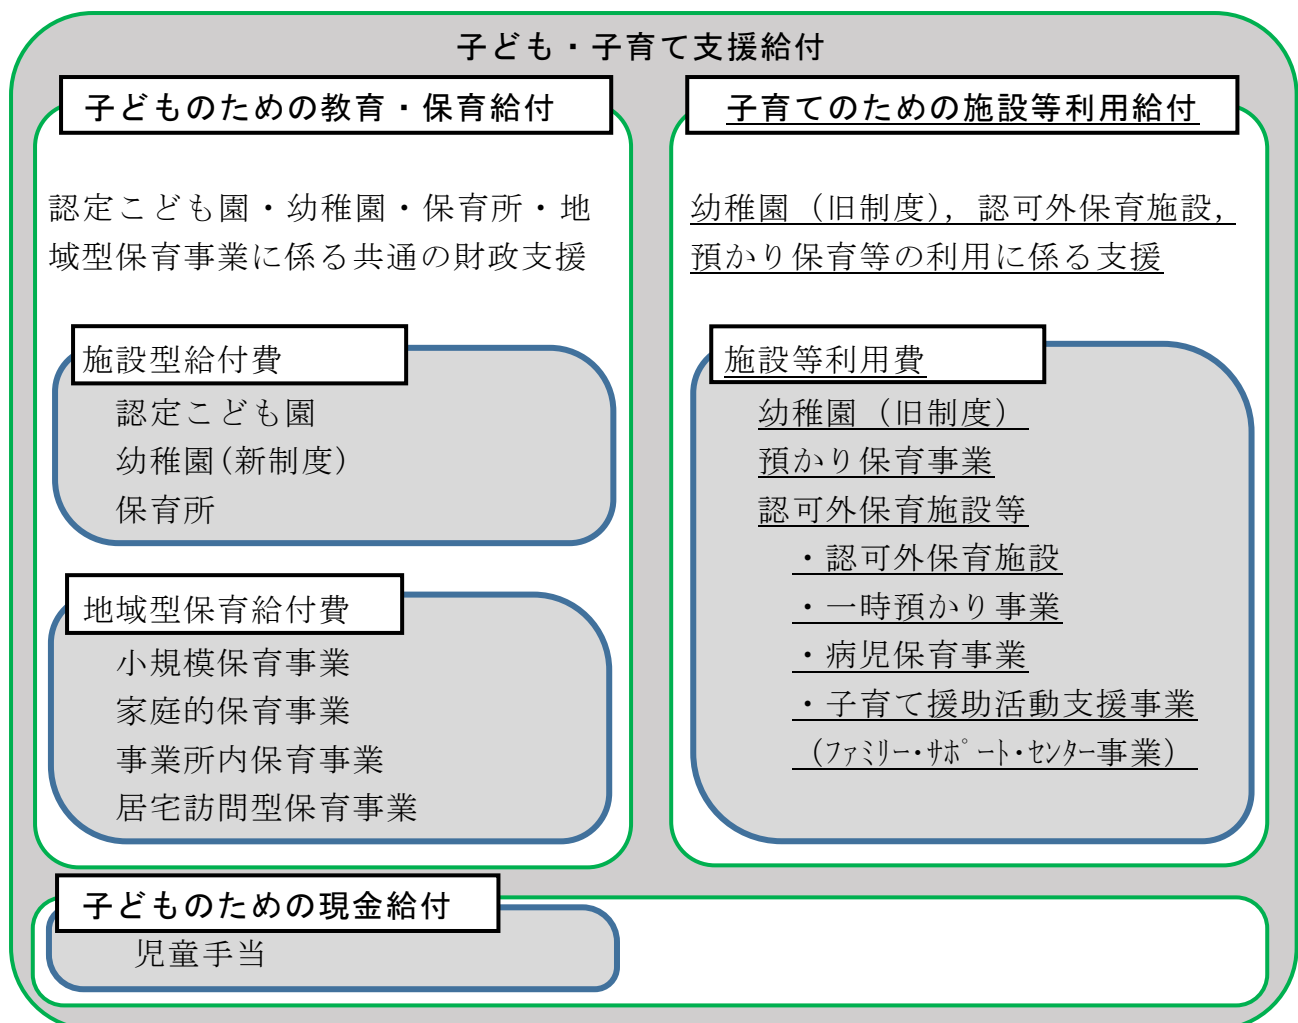 子ども・子育て支援給付
子どものための教育・保育給付
認定こども園・幼稚園・保育所・地
域型保育事業に係る共通の財政支援
施設型給付費
認定こども園
幼稚園(新制度)
保育所
地域型保育給付費
小規模保育事業
家庭的保育事業
事業所内保育事業
居宅訪問型保育事業
子育てのための施設等利用給付
幼稚園（旧制度），認可外保育施設，
預かり保育等の利用に係る支援
施設等利用費
幼稚園（旧制度）
預かり保育事業
認可外保育施設等
・認可外保育施設
・一時預かり事業
・病児保育事業
・子育て援助活動支援事業
（ﾌｧﾐﾘｰ・ｻﾎﾟｰﾄ・ｾﾝﾀｰ事業）
子どものための現金給付
児童手当